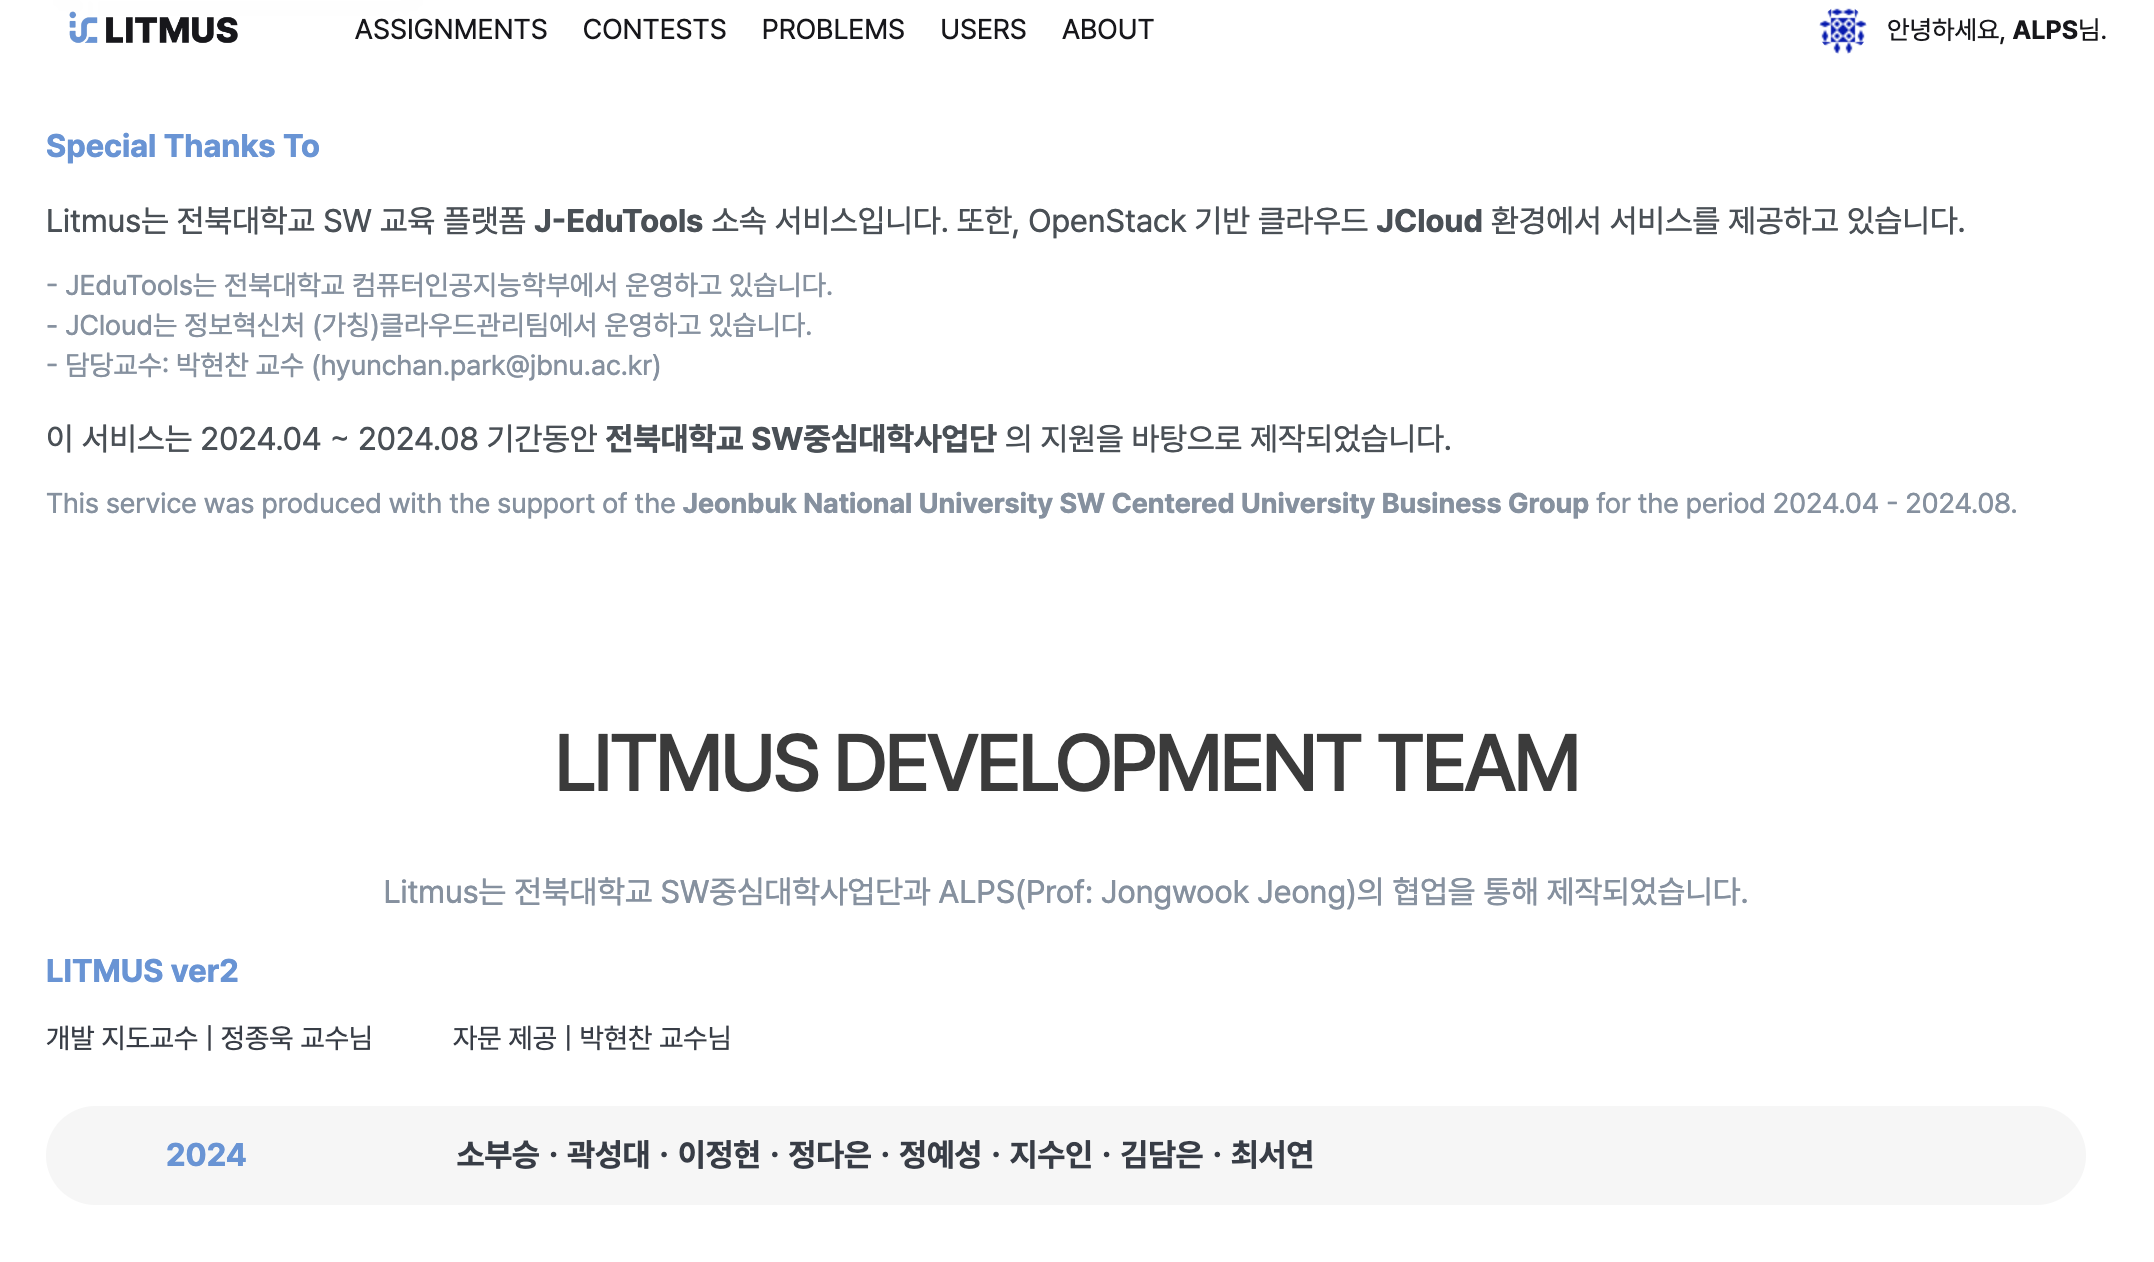 LITMUS ASSIGNMENTS CONTESTS PROBLEMS USERS ABOUT 안녕하세요, ALPS님.
Special Thanks To
Litmus는 전북대학교 SW 교육 플랫폼 J-EduTools 소속 서비스입니다. 또한, OpenStack 기반 클라우드 JCloud 환경에서 서비스를 제공하고 있습니다.
- JEduTools는 전북대학교 컴퓨터인공지능학부에서 운영하고 있습니다.
- JCloud는 정보혁신처 (가칭)클라우드관리팀에서 운영하고 있습니다.
- 담당교수: 박현찬 교수 (hyunchan.park@jbnu.ac.kr)
이 서비스는 2024.04 ~ 2024.08 기간동안 전북대학교 SW중심대학사업단 의 지원을 바탕으로 제작되었습니다.
This service was produced with the support of the Jeonbuk National University SW Centered University Business Group for the period 2024.04 - 2024.08.
LITMUS DEVELOPMENT TEAM
Litmus는 전북대학교 SW중심대학사업단과 ALPS(Prof: Jongwook Jeong)의 협업을 통해 제작되었습니다.
LITMUS ver2
개발 지도교수 | 정종욱 교수님 자문 제공 | 박현찬 교수님
2024 소부승 · 곽성대 · 이정현 · 정다은 · 정예성 · 지수인 · 김담은 · 최서연